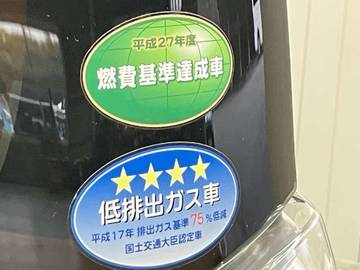 平成27年度
燃費基準達成車
低排出ガス車
平成17年 排出ガス基準 75%低減
国土交通大臣認定車